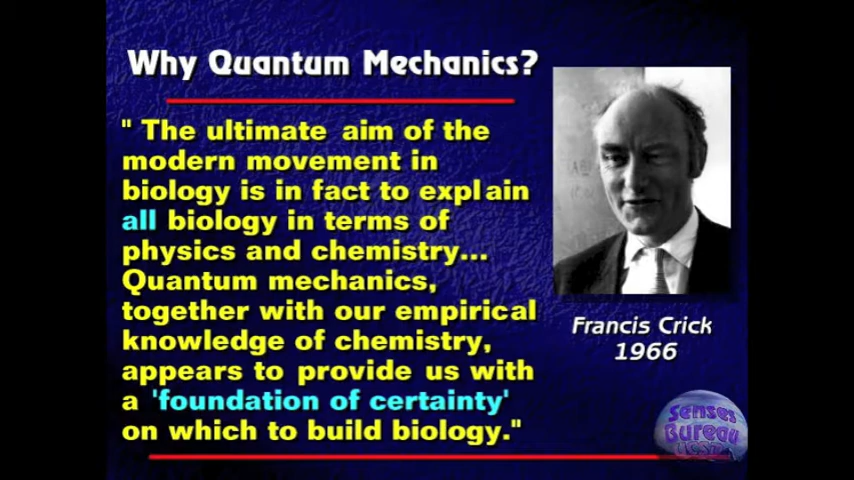 Why Quantum Mechanics?
" The ultimate aim of the
modern movement in
biology is in fact to explain
all biology in terms of
physics and chemistry...
Quantum mechanics,
together with our empirical
knowledge of chemistry,
appears to provide us with
a 'foundation of certainty'
on which to build biology."
Francis Crick
1966
Senses
Bureau
UCSD